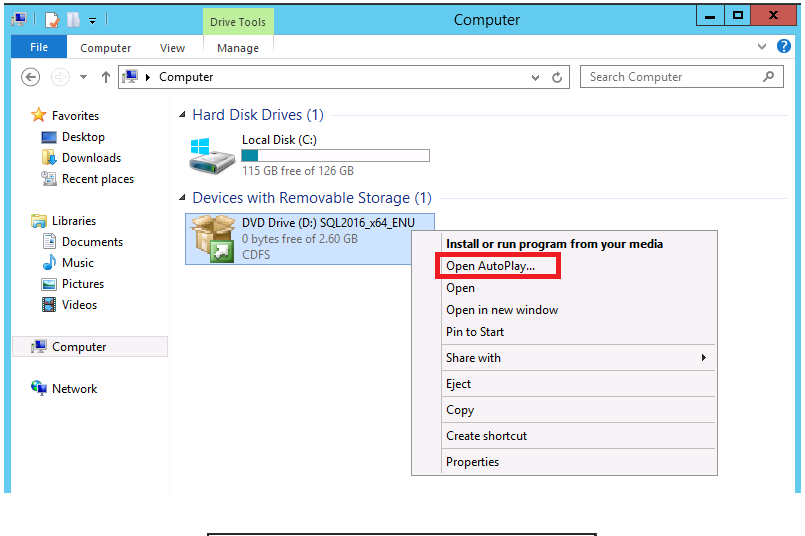 Drive Tools
Computer
File
Computer
View
Manage
Computer
Search Computer
Favorites
Desktop
Downloads
Recent places
Libraries
Documents
Music
Pictures
Videos
Computer
Network
Hard Disk Drives (1)
Local Disk (C:)
115 GB free of 126 GB
Devices with Removable Storage (1)
DVD Drive (D:) SQL2016_x64_ENU
0 bytes free of 2.60 GB
CDFS
Install or run program from your media
Open AutoPlay...
Open
Open in new window
Pin to Start
Share with
Eject
Copy
Create shortcut
Properties